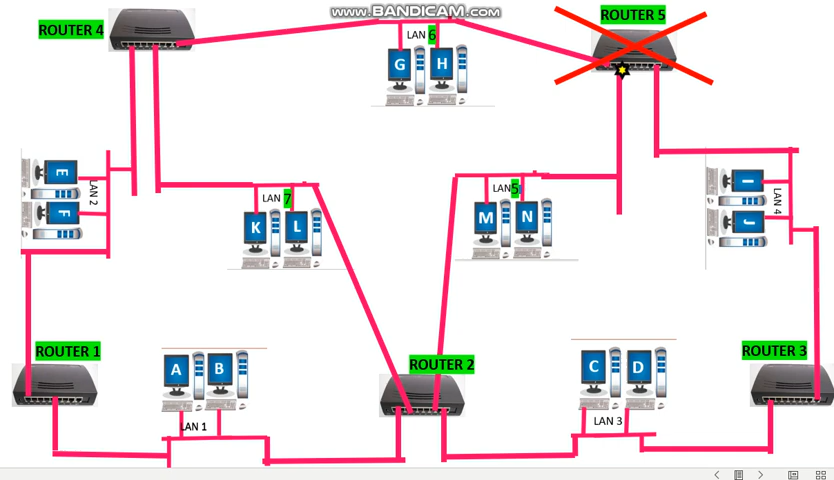 www.BANDICAM.com
ROUTER 4
ROUTER 5
LAN 6
G
H
E
F
LAN 2
LAN 7
K
L
LAN 5
M
N
I
J
LAN 4
ROUTER 1
A
B
LAN 1
ROUTER 2
C
D
LAN 3
ROUTER 3